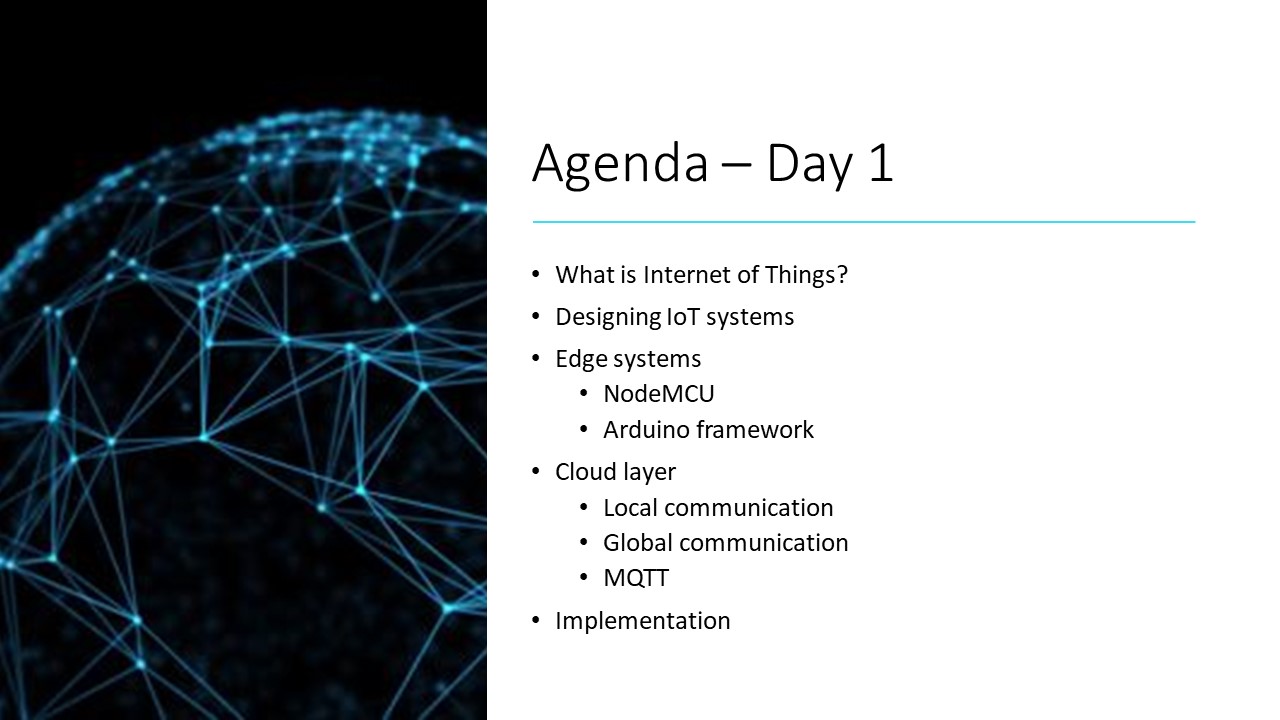 Agenda – Day 1
• What is Internet of Things?
• Designing IoT systems
• Edge systems
• NodeMCU
• Arduino framework
• Cloud layer
• Local communication
• Global communication
• MQTT
• Implementation